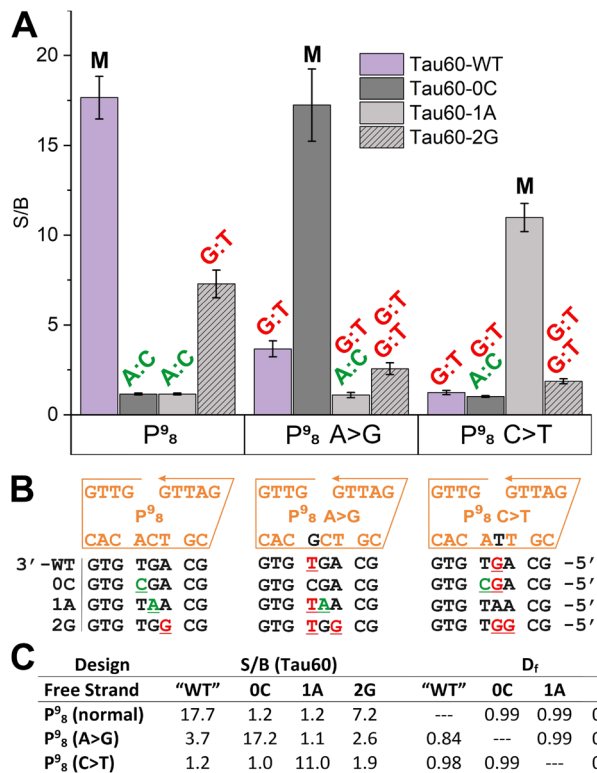 A
M
M
M
Tau60-WT
Tau60-0C
Tau60-1A
Tau60-2G
S/B
20
15
10
5
0
A:C
A:C
G:T
G:T
G:T
A:C
G:T
G:T
G:T
G:T
A:C
G:T
G:T
P⁹₈
P⁹₈ A>G
P⁹₈ C>T
B
GTTG GTTAG GTTG GTTAG GTTG GTTAG
P⁹₈ P⁹₈ A>G P⁹₈ C>T
CAC ACT GC CAC GCT GC CAC ATT GC
3'-WT GTG TGA CG GTG TGA CG GTG TGA CG -5'
0C GTG CGA CG GTG CGA CG GTG CGA CG -5'
1A GTG TAA CG GTG TAA CG GTG TAA CG -5'
2G GTG TGG CG GTG TGG CG GTG TGG CG -5'
C
Design S/B (Tau60) Df
Free Strand "WT" 0C 1A 2G "WT" 0C 1A
P⁹₈ (normal) 17.7 1.2 1.2 7.2 --- 0.99 0.99
P⁹₈ (A>G) 3.7 17.2 1.1 2.6 0.84 --- 0.99
P⁹₈ (C>T) 1.2 1.0 11.0 1.9 0.98 0.99 ---